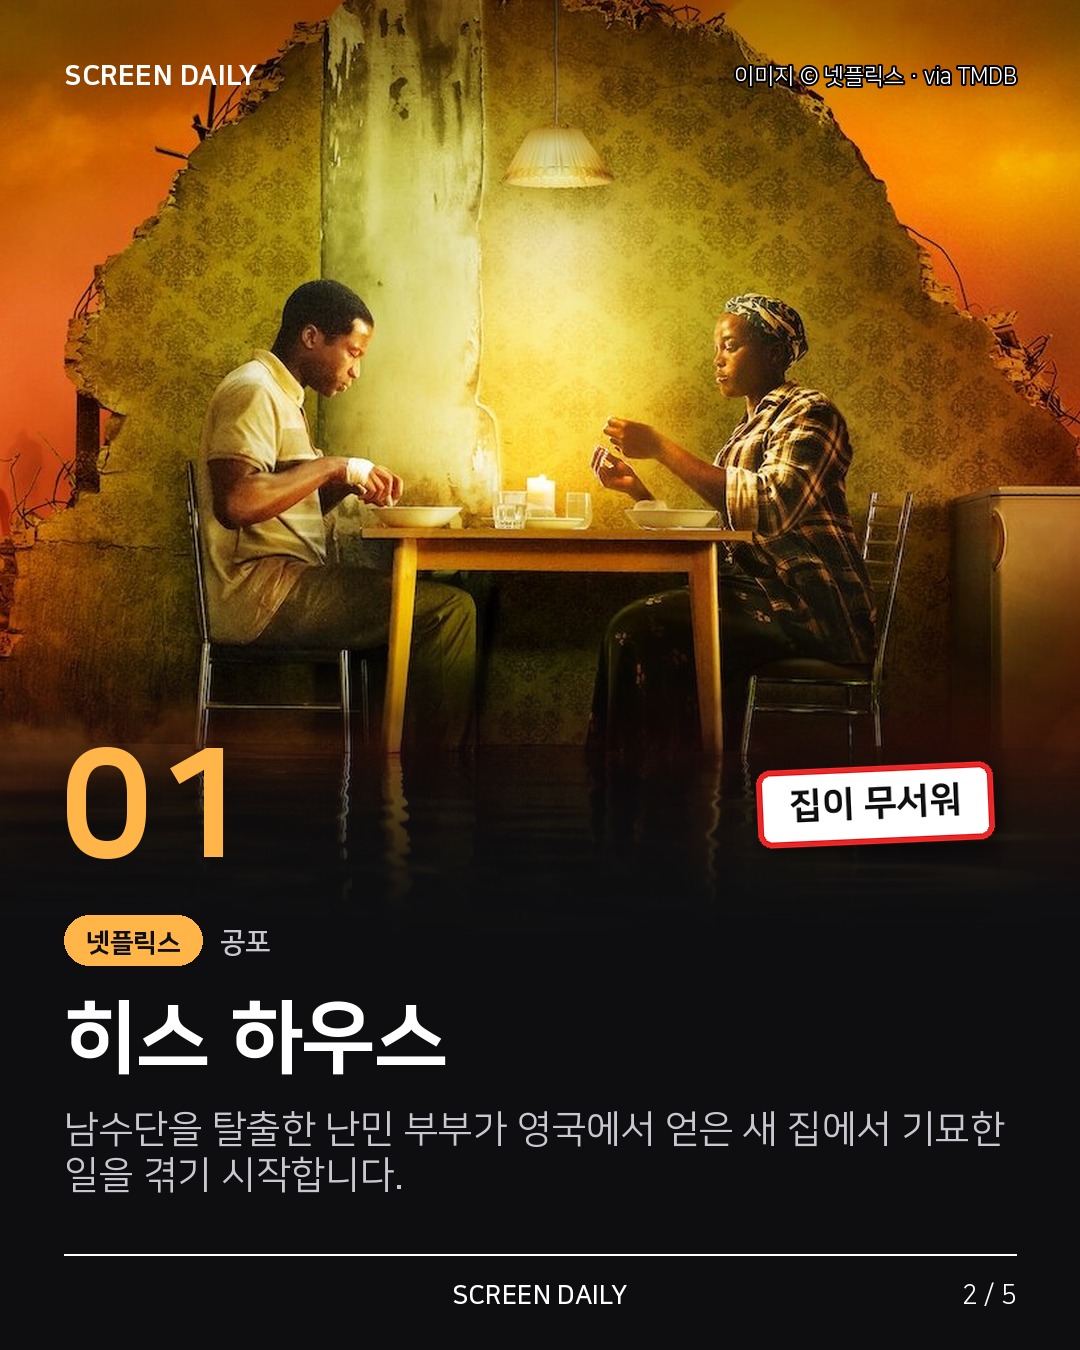 SCREEN DAILY
이미지 © 넷플릭스 · via TMDB
01
집이 무서워
넷플릭스 공포
히스 하우스
남수단을 탈출한 난민 부부가 영국에서 얻은 새 집에서 기묘한
일을 겪기 시작합니다.
SCREEN DAILY
2 / 5